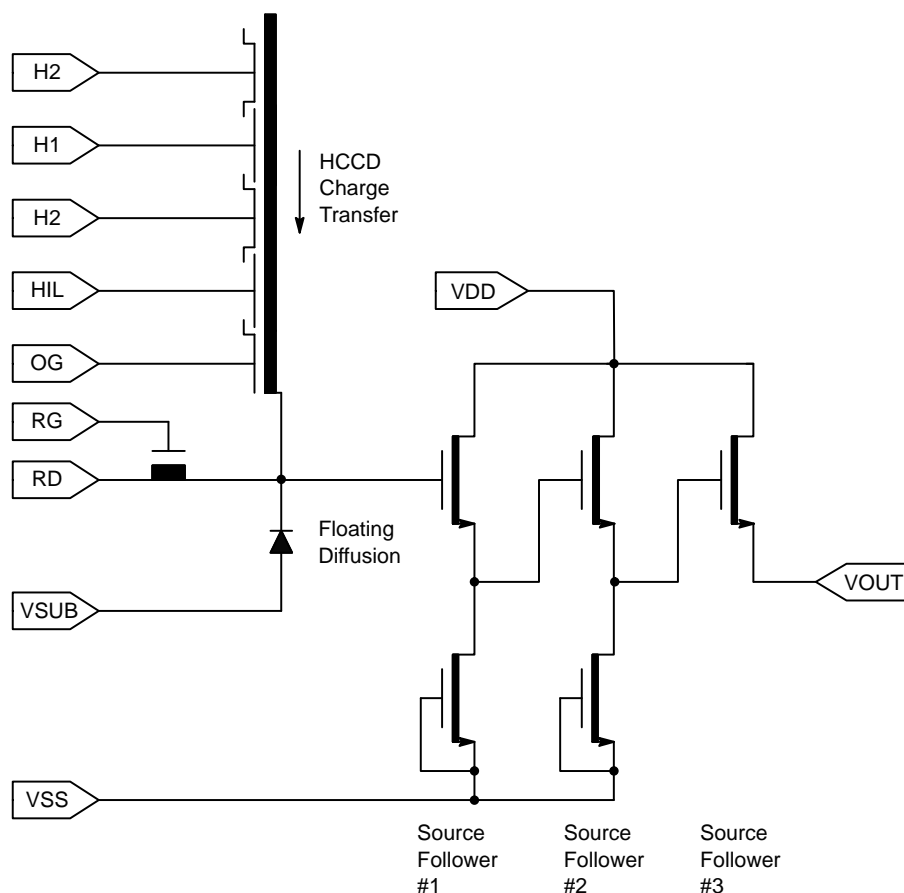 H2
H1
HCCD
Charge
Transfer
H2
HIL
VDD
OG
RG
RD
Floating
Diffusion
VSUB
VOUT
VSS
Source
Follower
#1
Source
Follower
#2
Source
Follower
#3